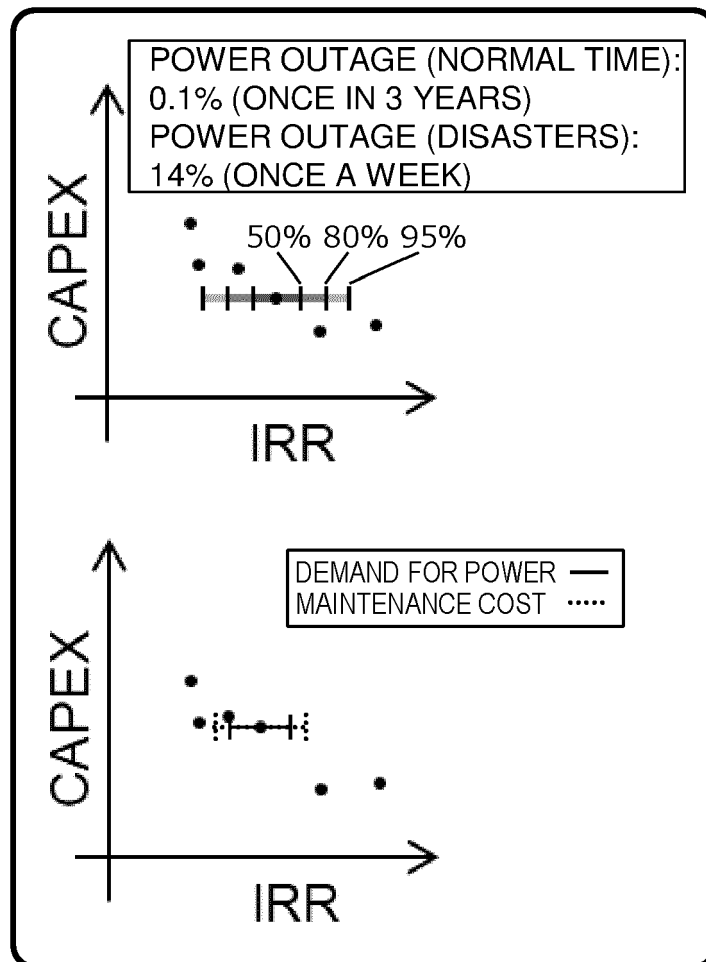 POWER OUTAGE (NORMAL TIME):
0.1% (ONCE IN 3 YEARS)
POWER OUTAGE (DISASTERS):
14% (ONCE A WEEK)
50% 80% 95%
CAPEX
IRR
DEMAND FOR POWER
MAINTENANCE COST
CAPEX
IRR